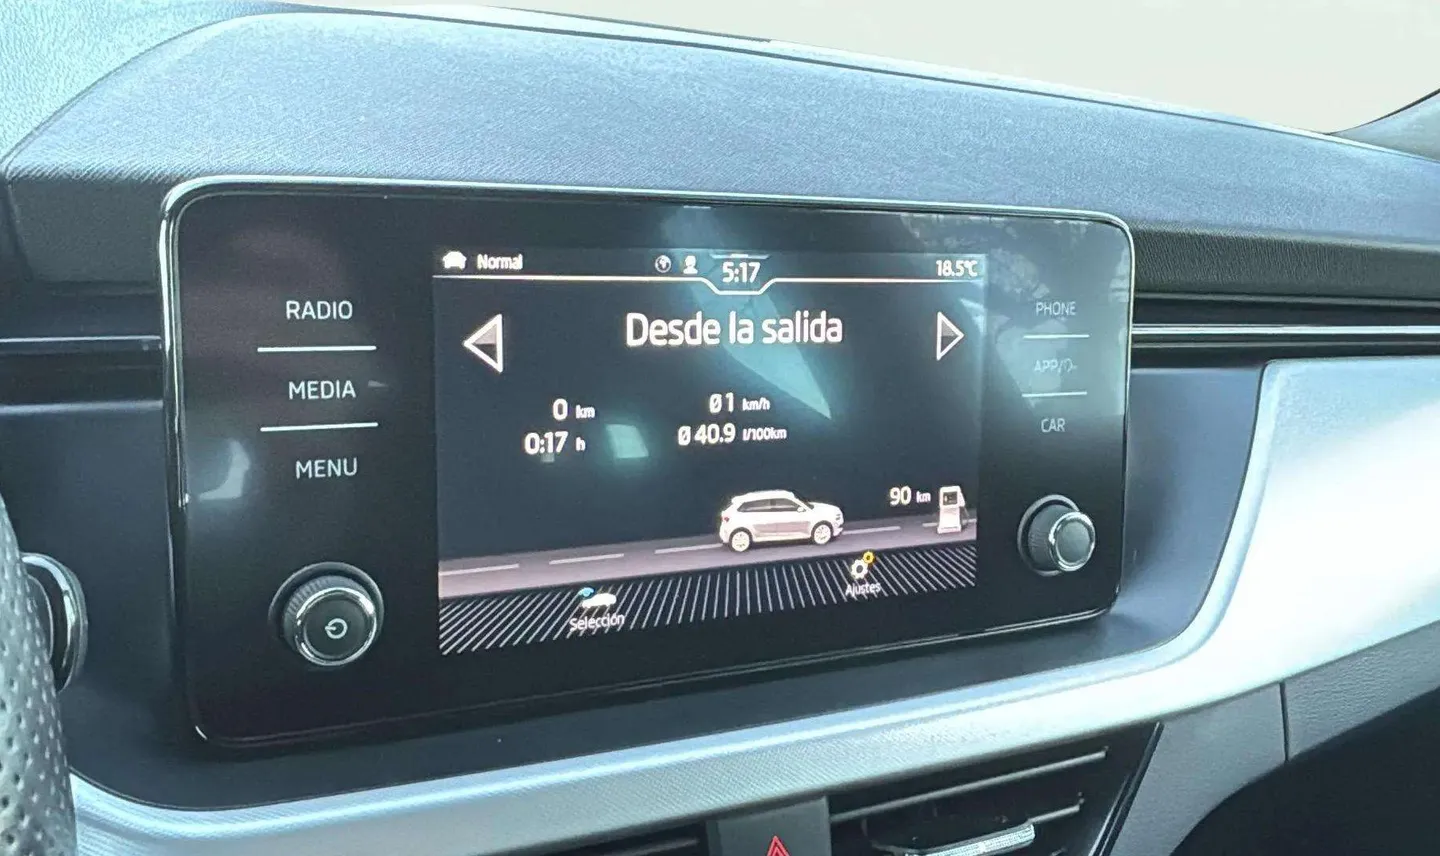 Normal
5:17
18.5°C
RADIO
MEDIA
MENU
Desde la salida
0 km
0:17 h
Ø 1 km/h
Ø 40.9 l/100km
90 km
Selección
Ajustes
PHONE
CAR